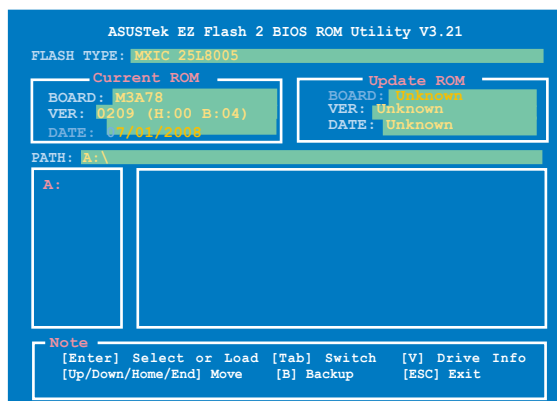 ASUSTek EZ Flash 2 BIOS ROM Utility V3.21
FLASH TYPE: MXIC 25L8005
Current ROM
BOARD: M3A78
VER: 0209 (H:00 B:04)
DATE: 07/01/2008
Update ROM
BOARD: Unknown
VER: Unknown
DATE: Unknown
PATH: A:\
A:
Note
[Enter] Select or Load [Tab] Switch [V] Drive Info
[Up/Down/Home/End] Move [B] Backup [ESC] Exit